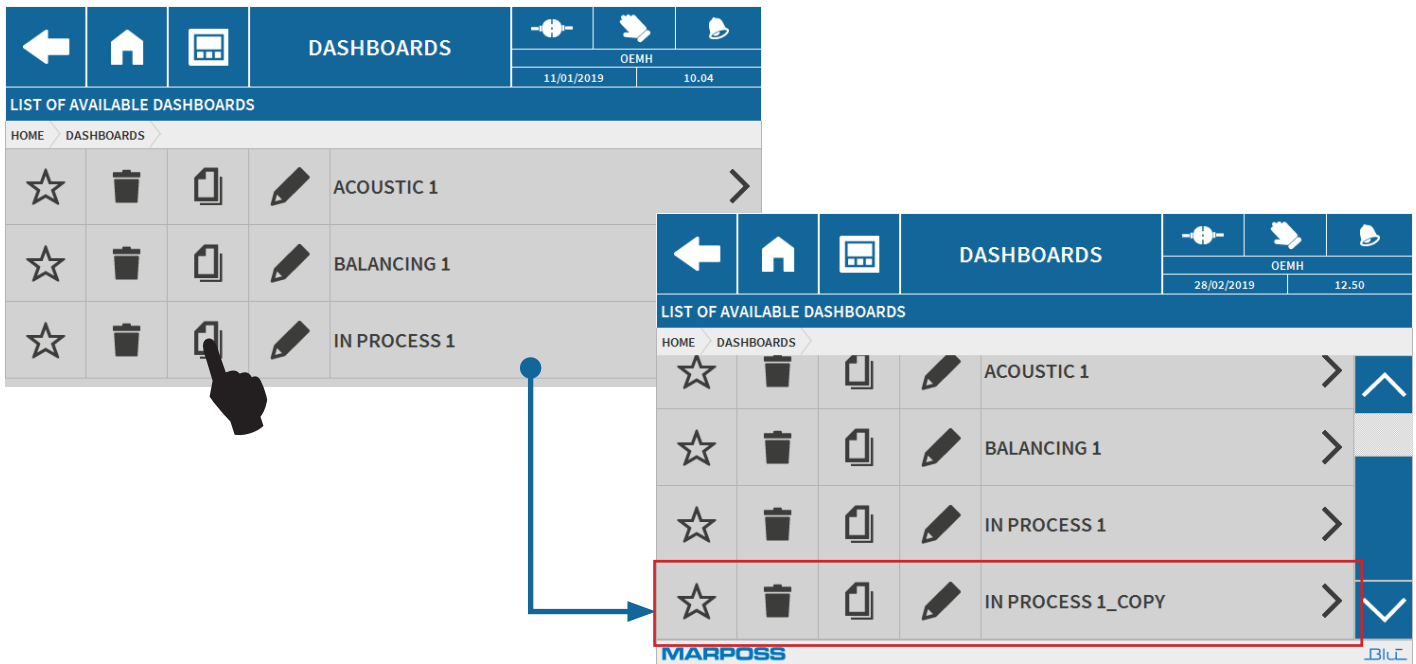 DASHBOARDS
OEMH
11/01/2019 10.04
LIST OF AVAILABLE DASHBOARDS
HOME DASHBOARDS
ACOUSTIC 1
BALANCING 1
IN PROCESS 1
DASHBOARDS
OEMH
28/02/2019 12.50
LIST OF AVAILABLE DASHBOARDS
HOME DASHBOARDS
ACOUSTIC 1
BALANCING 1
IN PROCESS 1
IN PROCESS 1_COPY
MARPOSS BLÚ